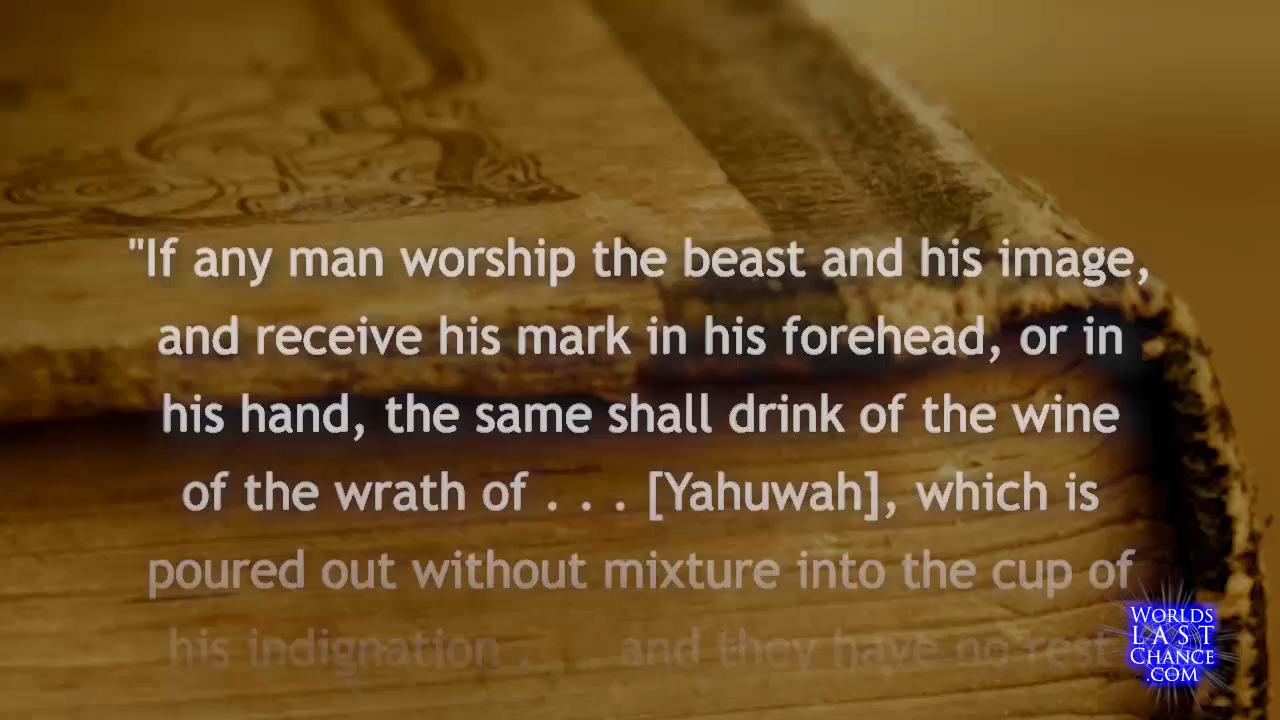 "If any man worship the beast and his image,
and receive his mark in his forehead, or in
his hand, the same shall drink of the wine
of the wrath of . . . [Yahuwah], which is
poured out without mixture into the cup of
his indignation . . . and they have no rest
WORLDS
LAST
CHANCE
.COM